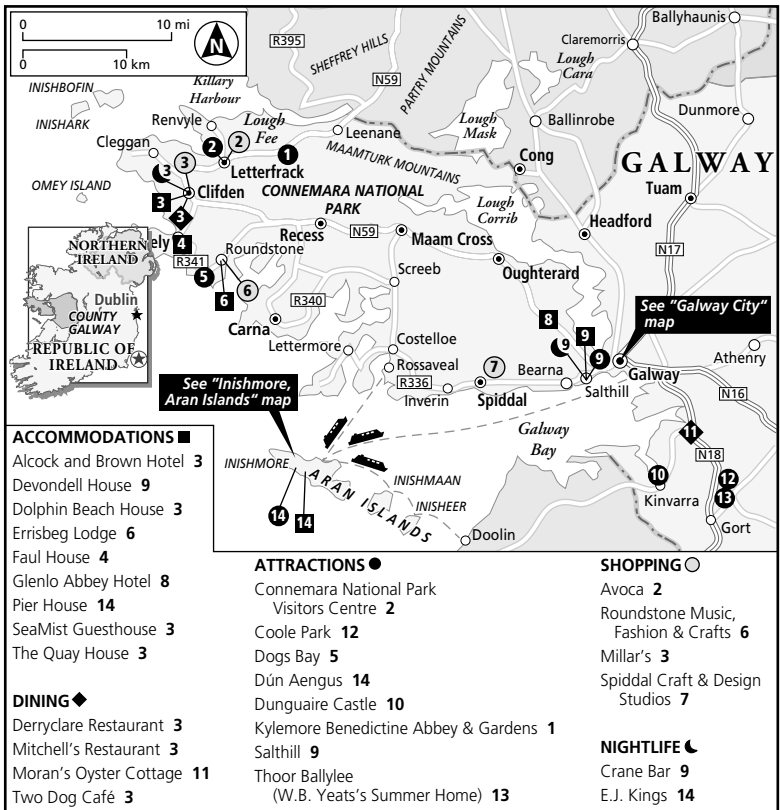 0 10 mi
0 10 km
N
R395
SHEFFREY HILLS
N59
PARTRY MOUNTAINS
Ballyhaunis
Claremorris
Lough
Cara
INISHBOFIN
INISHARK
Killary
Harbour
Renvyle
Lough
Fee
Leenane
Lough
Mask
Ballinrobe
Dunmore
Cleggan
2
2
1
Letterfrack
MAAMTURK MOUNTAINS
Cong
GALWAY
Tuam
3
3
OMEY ISLAND
Clifden
CONNEMARA NATIONAL
PARK
Lough
Corrib
Headford
3
3
Recess
N59
Maam Cross
N17
NORTHERN
IRELAND
ely
4
R341
Roundstone
Oughterard
5
6
6
Screeb
R340
Dublin
COUNTY
GALWAY
REPUBLIC OF
IRELAND
Carna
8
9
See "Galway City"
map
Lettermore
Costelloe
9
9
Athenry
Rossaveal
7
Bearna
Galway
R336
Inverin
Spiddal
Salthill
N16
See "Inishmore,
Aran Islands" map
Galway
Bay
11
N18
INISHMORE
ARAN ISLANDS
INISHMAAN
INISHEER
10
12
13
Kinvarra
14
14
Doolin
Gort
ACCOMMODATIONS
Alcock and Brown Hotel 3
Devondell House 9
Dolphin Beach House 3
Errisbeg Lodge 6
Faul House 4
Glenlo Abbey Hotel 8
Pier House 14
SeaMist Guesthouse 3
The Quay House 3
DINING
Derryclare Restaurant 3
Mitchell's Restaurant 3
Moran's Oyster Cottage 11
Two Dog Café 3
ATTRACTIONS
Connemara National Park
Visitors Centre 2
Coole Park 12
Dogs Bay 5
Dún Aengus 14
Dunguaire Castle 10
Kylemore Benedictine Abbey & Gardens 1
Salthill 9
Thoor Ballylee
(W.B. Yeats's Summer Home) 13
SHOPPING
Avoca 2
Roundstone Music,
Fashion & Crafts 6
Millar's 3
Spiddal Craft & Design
Studios 7
NIGHTLIFE
Crane Bar 9
E.J. Kings 14